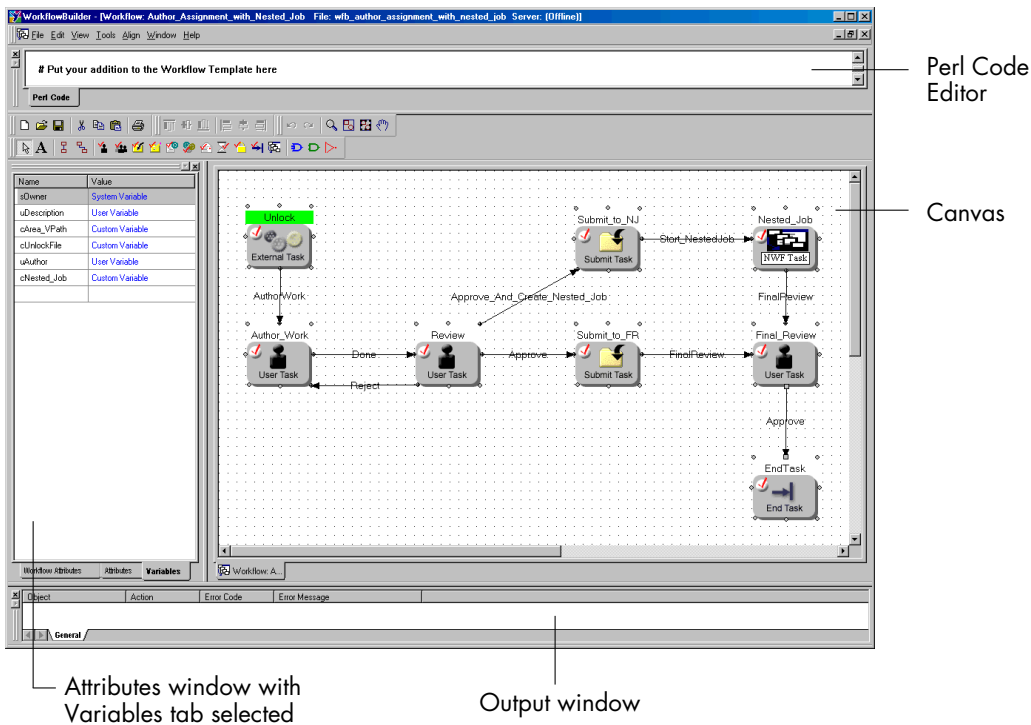 WorkflowBuilder - [Workflow: Author_Assignment_with_Nested_Job File: wfb_author_assignment_with_nested_job Server: (Offline)]
File Edit View Tools Align Window Help
# Put your addition to the Workflow Template here
Perl Code
Perl Code
Editor
Name Value
sOwner System Variable
uDescription User Variable
cArea_VPath Custom Variable
cUnlockFile Custom Variable
uAuthor User Variable
cNested_Job Custom Variable
Workflow Attributes Attributes Variables
Canvas
Unlock
External Task
Submit_to_NJ
Submit Task
Start_NestedJob
Nested_Job
NWF Task
AuthorWork
Approve_And_Create_Nested_Job
FinalReview
Author_Work
User Task
Done
Reject
Review
User Task
Approve
Submit_to_FR
Submit Task
FinalReview
Final_Review
User Task
Approve
EndTask
End Task
Workflow: A...
Object Action Error Code Error Message
General
Attributes window with
Variables tab selected
Output window